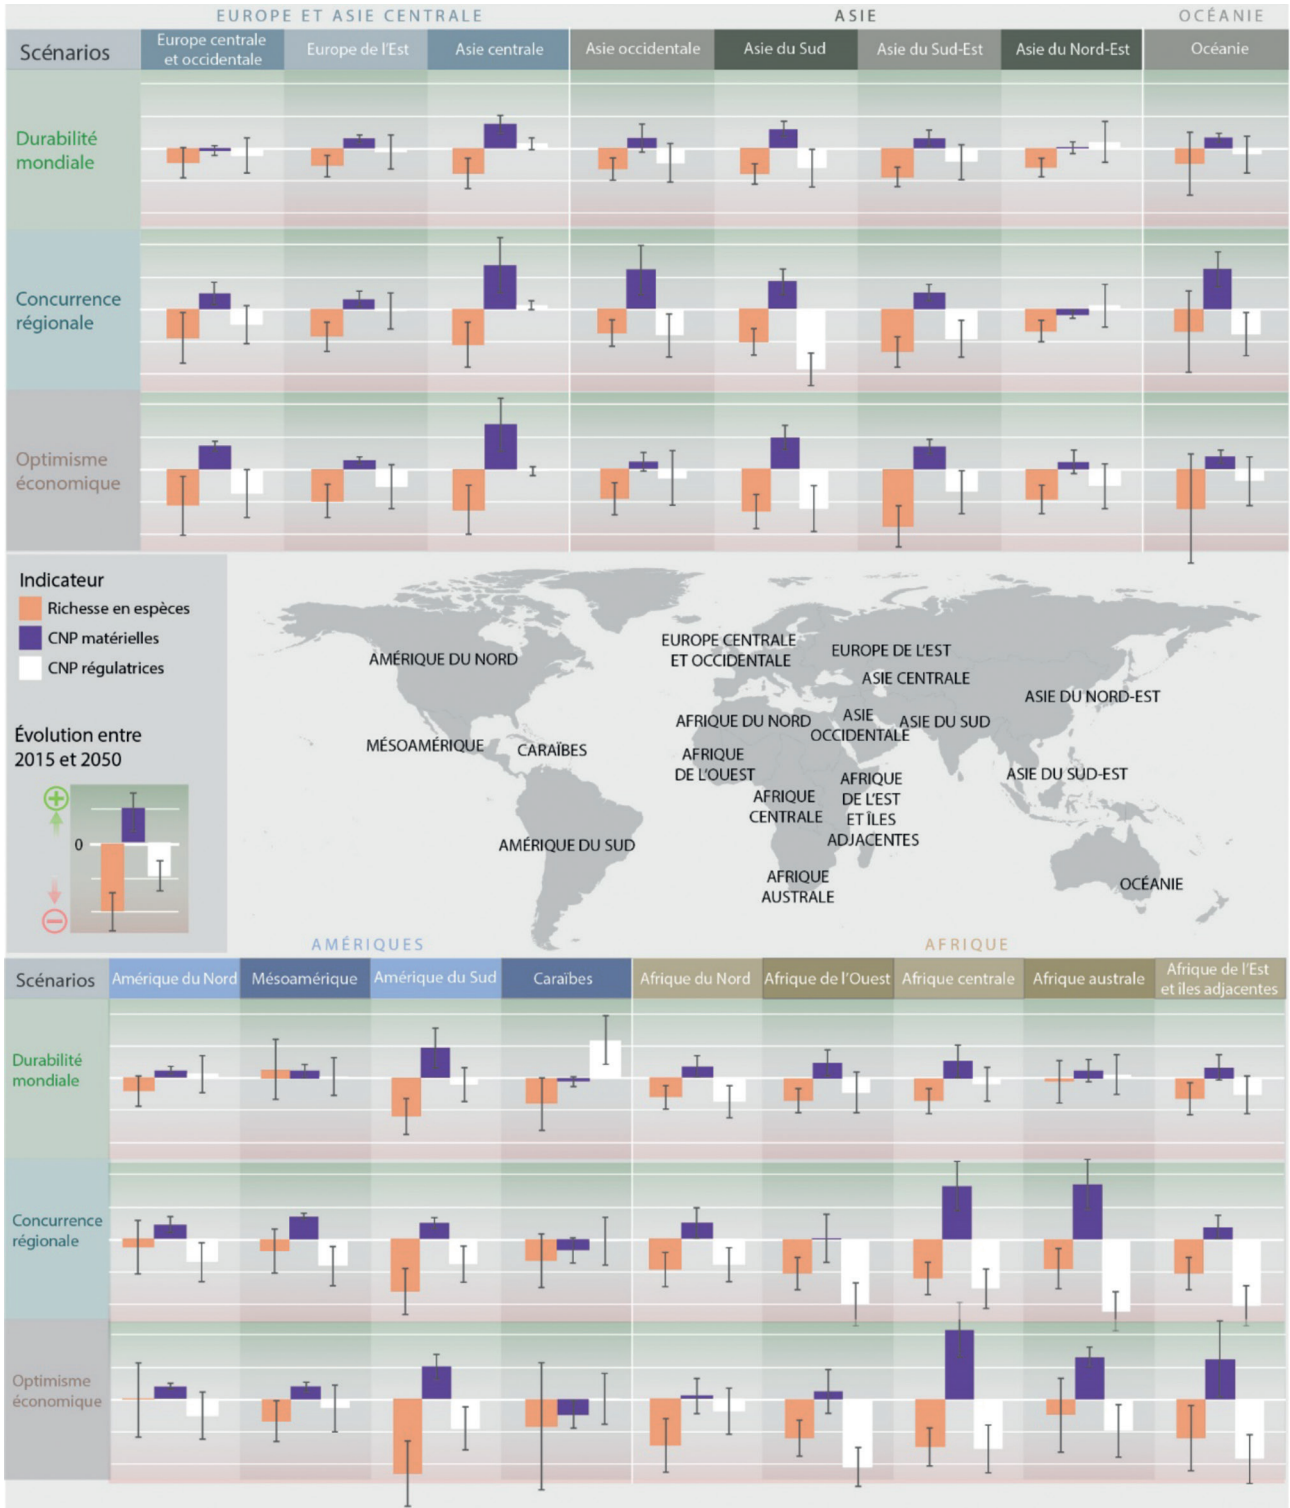 EUROPE ET ASIE CENTRALE
ASIE
OCÉANIE
Scénarios
Europe centrale
et occidentale
Europe de l'Est
Asie centrale
Asie occidentale
Asie du Sud
Asie du Sud-Est
Asie du Nord-Est
Océanie
Durabilité
mondiale
Concurrence
régionale
Optimisme
économique
Indicateur
Richesse en espèces
CNP matérielles
CNP régulatrices
Évolution entre
2015 et 2050
+
0
−
AMÉRIQUE DU NORD
EUROPE CENTRALE
ET OCCIDENTALE
EUROPE DE L'EST
ASIE CENTRALE
ASIE DU NORD-EST
AFRIQUE DU NORD
ASIE
OCCIDENTALE
ASIE DU SUD
MÉSOAMÉRIQUE
CARAÏBES
AFRIQUE
DE L'OUEST
ASIE DU SUD-EST
AFRIQUE
CENTRALE
AFRIQUE
DE L'EST
ET ÎLES
ADJACENTES
AMÉRIQUE DU SUD
AFRIQUE
AUSTRALE
OCÉANIE
AMÉRIQUES
AFRIQUE
Scénarios
Amérique du Nord
Mésoamérique
Amérique du Sud
Caraïbes
Afrique du Nord
Afrique de l'Ouest
Afrique centrale
Afrique australe
Afrique de l'Est
et îles adjacentes
Durabilité
mondiale
Concurrence
régionale
Optimisme
économique